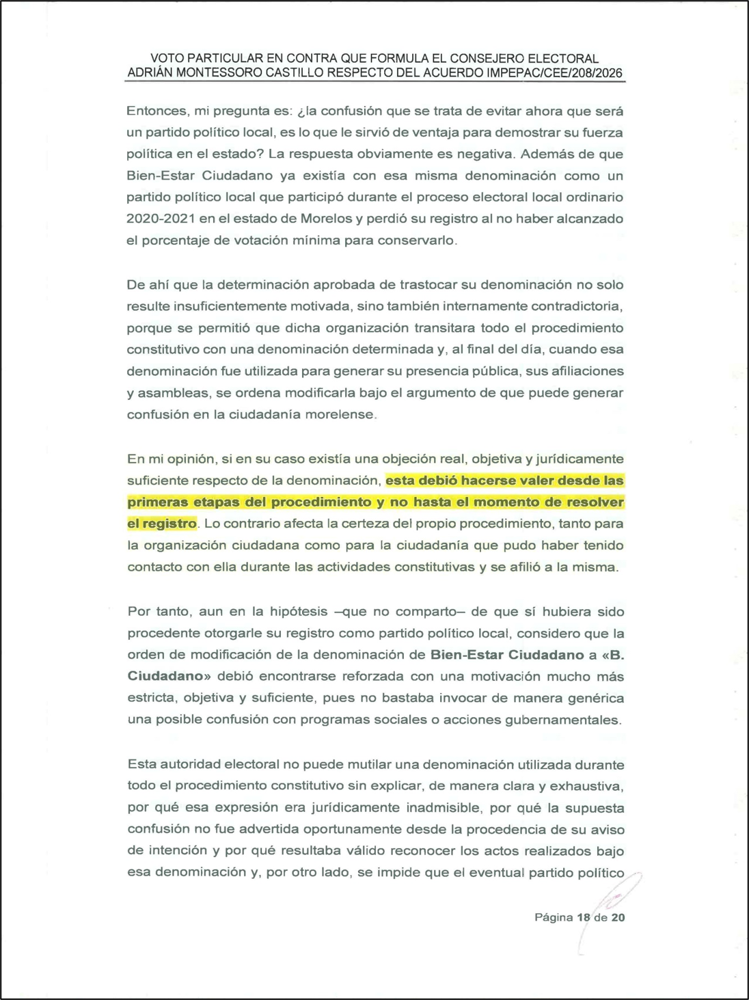 VOTO PARTICULAR EN CONTRA QUE FORMULA EL CONSEJERO ELECTORAL
ADRIÁN MONTESSORO CASTILLO RESPECTO DEL ACUERDO IMPEPAC/CEE/208/2026
Entonces, mi pregunta es: ¿la confusión que se trata de evitar ahora que será
un partido político local, es lo que le sirvió de ventaja para demostrar su fuerza
política en el estado? La respuesta obviamente es negativa. Además de que
Bien-Estar Ciudadano ya existía con esa misma denominación como un
partido político local que participó durante el proceso electoral local ordinario
2020-2021 en el estado de Morelos y perdió su registro al no haber alcanzado
el porcentaje de votación mínima para conservarlo.
De ahí que la determinación aprobada de trastocar su denominación no solo
resulte insuficientemente motivada, sino también internamente contradictoria,
porque se permitió que dicha organización transitara todo el procedimiento
constitutivo con una denominación determinada y, al final del día, cuando esa
denominación fue utilizada para generar su presencia pública, sus afiliaciones
y asambleas, se ordena modificarla bajo el argumento de que puede generar
confusión en la ciudadanía morelense.
En mi opinión, si en su caso existía una objeción real, objetiva y jurídicamente
suficiente respecto de la denominación, esta debió hacerse valer desde las
primeras etapas del procedimiento y no hasta el momento de resolver
el registro. Lo contrario afecta la certeza del propio procedimiento, tanto para
la organización ciudadana como para la ciudadanía que pudo haber tenido
contacto con ella durante las actividades constitutivas y se afilió a la misma.
Por tanto, aun en la hipótesis –que no comparto– de que sí hubiera sido
procedente otorgarle su registro como partido político local, considero que la
orden de modificación de la denominación de Bien-Estar Ciudadano a «B.
Ciudadano» debió encontrarse reforzada con una motivación mucho más
estricta, objetiva y suficiente, pues no bastaba invocar de manera genérica
una posible confusión con programas sociales o acciones gubernamentales.
Esta autoridad electoral no puede mutilar una denominación utilizada durante
todo el procedimiento constitutivo sin explicar, de manera clara y exhaustiva,
por qué esa expresión era jurídicamente inadmisible, por qué la supuesta
confusión no fue advertida oportunamente desde la procedencia de su aviso
de intención y por qué resultaba válido reconocer los actos realizados bajo
esa denominación y, por otro lado, se impide que el eventual partido político
Página 18 de 20